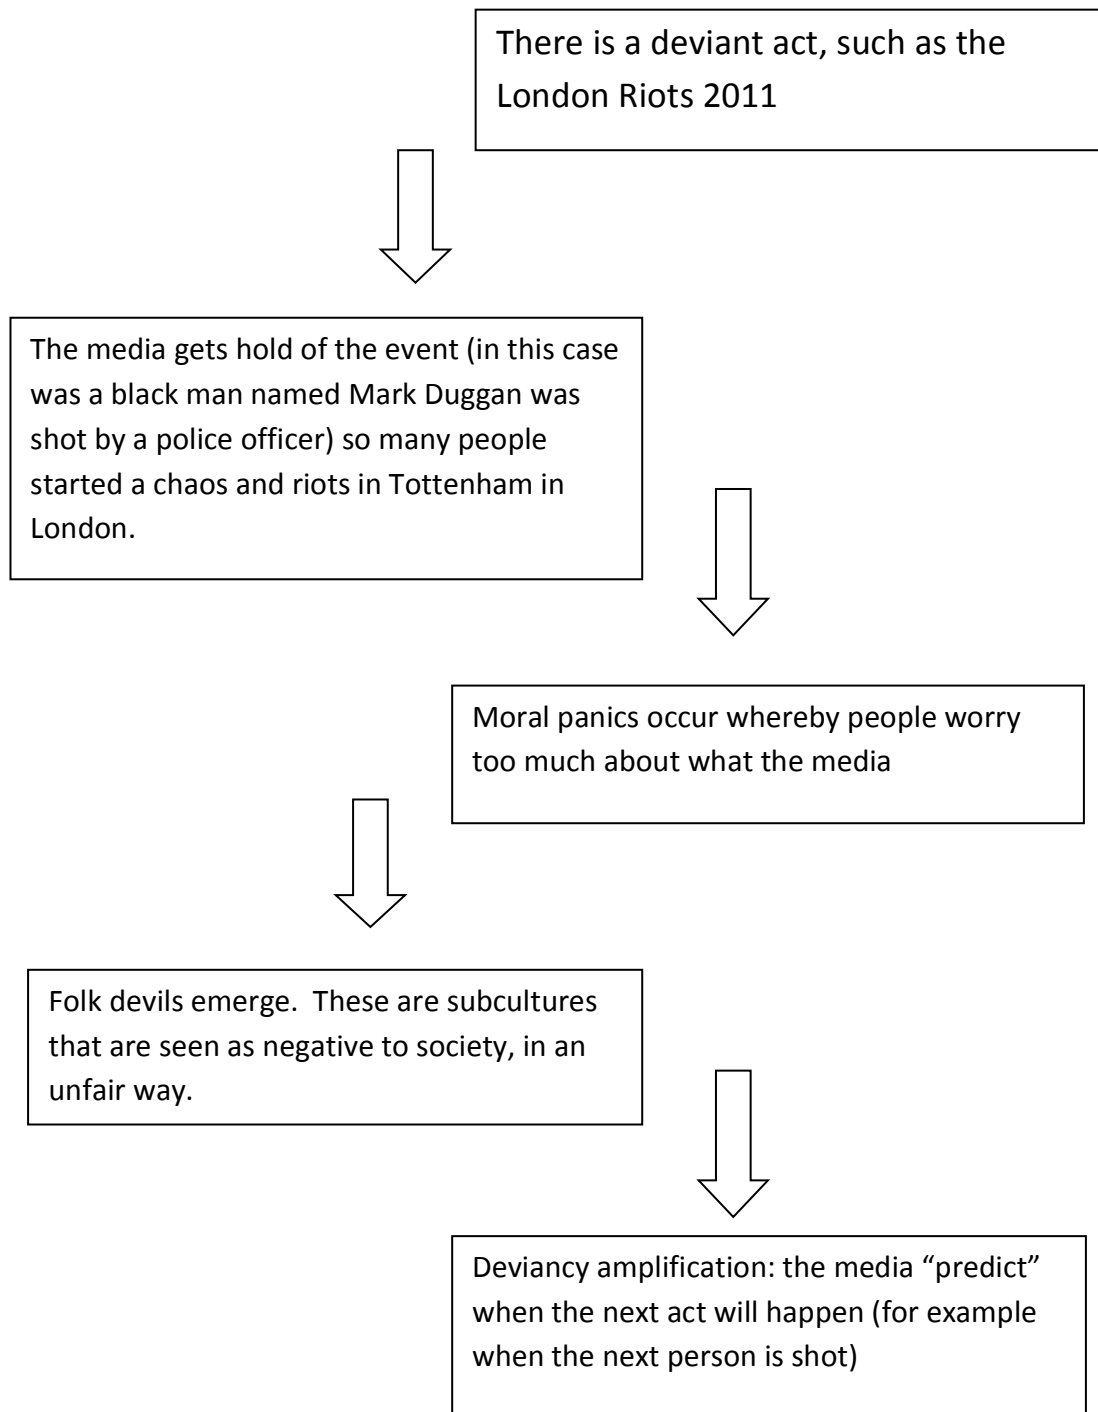 There is a deviant act, such as the
London Riots 2011
The media gets hold of the event (in this case
was a black man named Mark Duggan was
shot by a police officer) so many people
started a chaos and riots in Tottenham in
London.
Moral panics occur whereby people worry
too much about what the media
Folk devils emerge.  These are subcultures
that are seen as negative to society, in an
unfair way.
Deviancy amplification: the media “predict”
when the next act will happen (for example
when the next person is shot)